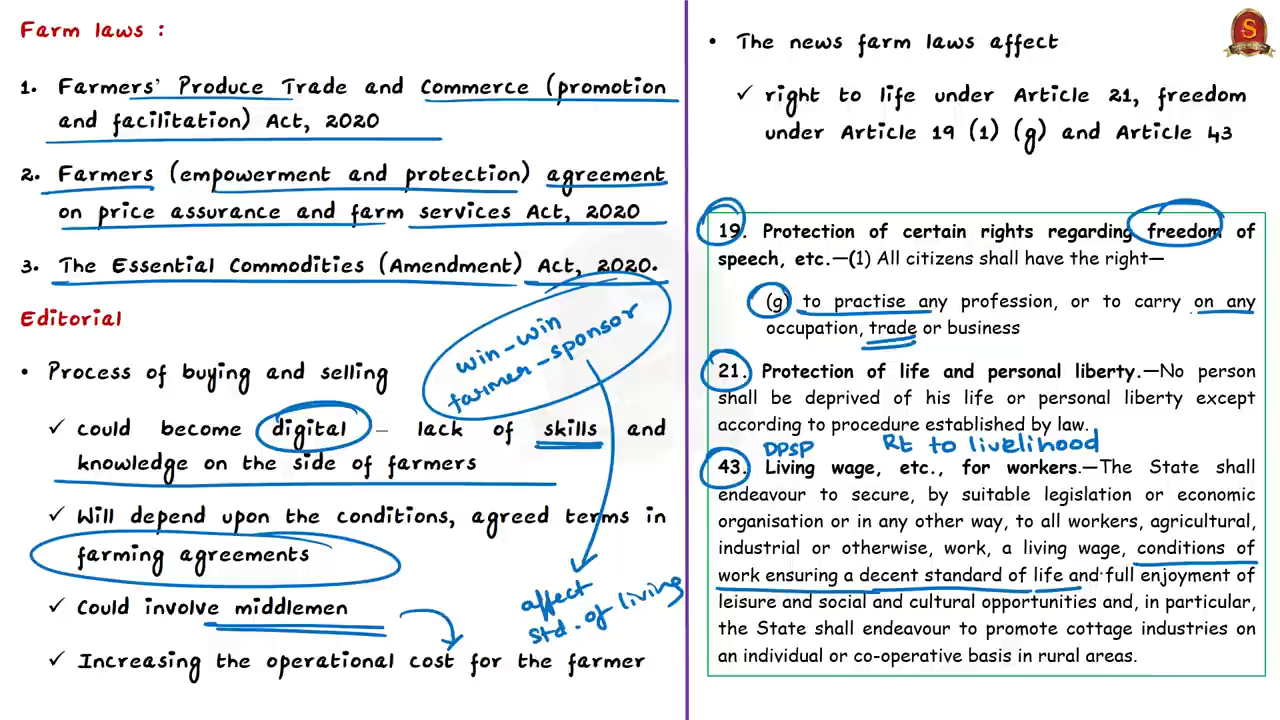 Farm laws :
1. Farmers' Produce Trade and Commerce (promotion
and facilitation) Act, 2020
2. Farmers (empowerment and protection) agreement
on price assurance and farm services Act, 2020
3. The Essential Commodities (Amendment) Act, 2020.
Editorial
win-win
farmer-sponsor
• Process of buying and selling
✓ could become digital – lack of skills and
knowledge on the side of farmers
✓ Will depend upon the conditions, agreed terms in
farming agreements
✓ Could involve middlemen
affect
std. of living
✓ Increasing the operational cost for the farmer
• The news farm laws affect
✓ right to life under Article 21, freedom
under Article 19 (1) (g) and Article 43
19. Protection of certain rights regarding freedom of
speech, etc.—(1) All citizens shall have the right—
(g) to practise any profession, or to carry on any
occupation, trade or business
21. Protection of life and personal liberty.—No person
shall be deprived of his life or personal liberty except
according to procedure established by law.
DPSP Rt to livelihood
43. Living wage, etc., for workers.—The State shall
endeavour to secure, by suitable legislation or economic
organisation or in any other way, to all workers, agricultural,
industrial or otherwise, work, a living wage, conditions of
work ensuring a decent standard of life and full enjoyment of
leisure and social and cultural opportunities and, in particular,
the State shall endeavour to promote cottage industries on
an individual or co-operative basis in rural areas.